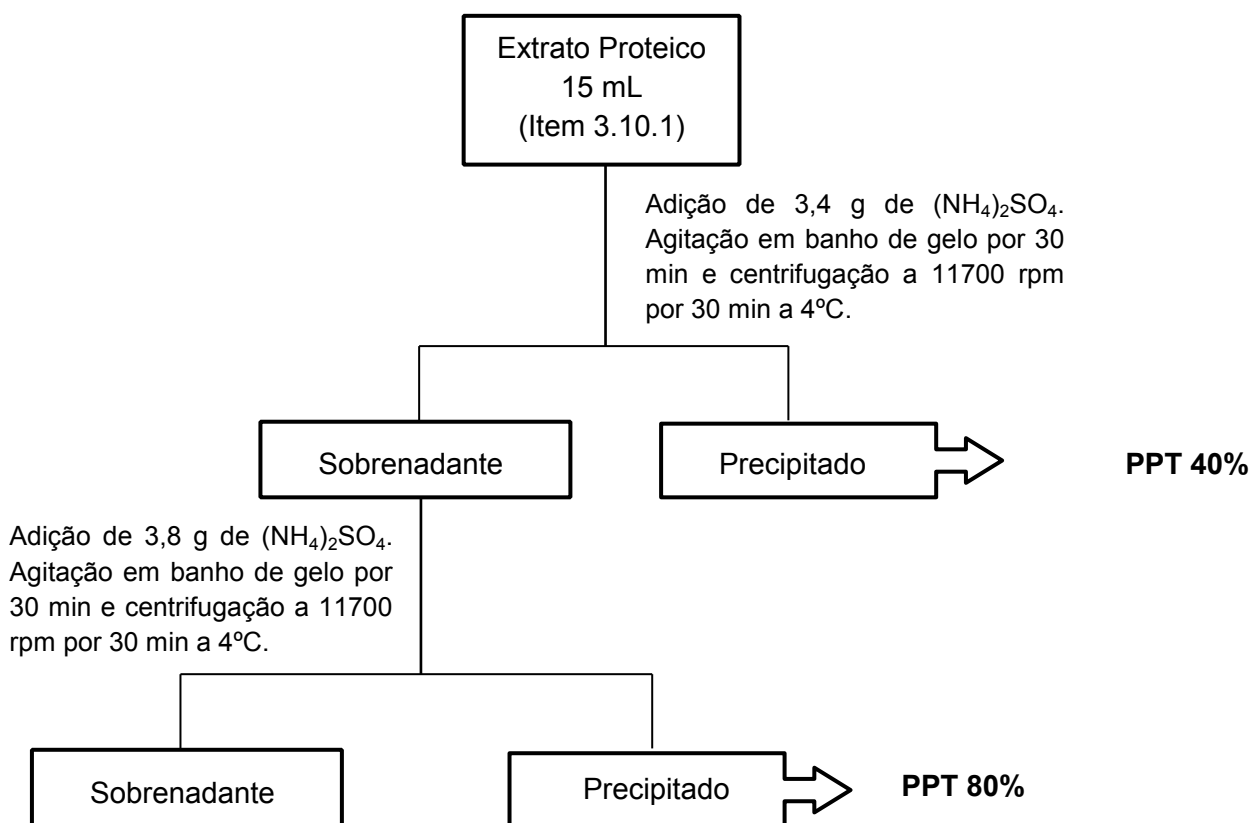 Extrato Proteico
15 mL
(Item 3.10.1)
Adição de 3,4 g de (NH₄)₂SO₄.
Agitação em banho de gelo por 30
min e centrifugação a 11700 rpm
por 30 min a 4ºC.
Sobrenadante
Precipitado
PPT 40%
Adição de 3,8 g de (NH₄)₂SO₄.
Agitação em banho de gelo por
30 min e centrifugação a 11700
rpm por 30 min a 4ºC.
Sobrenadante
Precipitado
PPT 80%